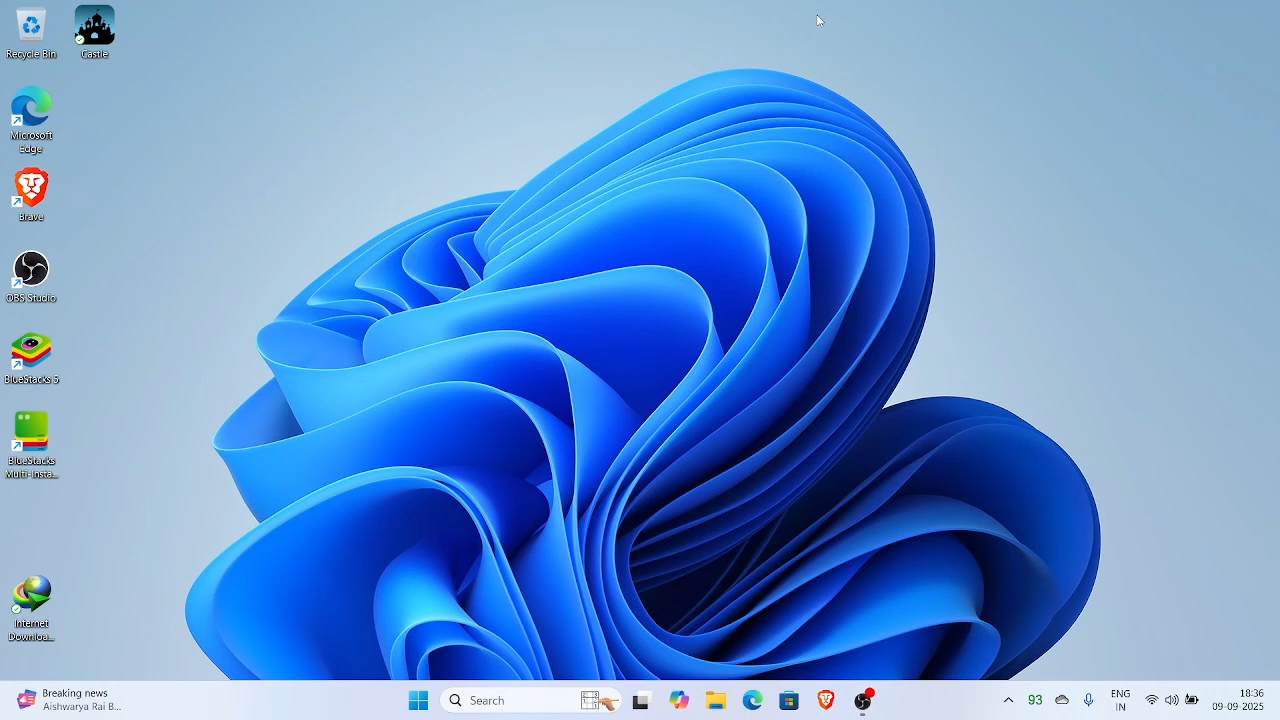 Recycle Bin
Castle
Microsoft
Edge
Brave
OBS Studio
BlueStacks 5
BlueStacks
Multi-Insta...
Internet
Downloa...
Breaking news
Aishwarya Rai B...
Search
93
ENG
IN
18:36
09-09-2025